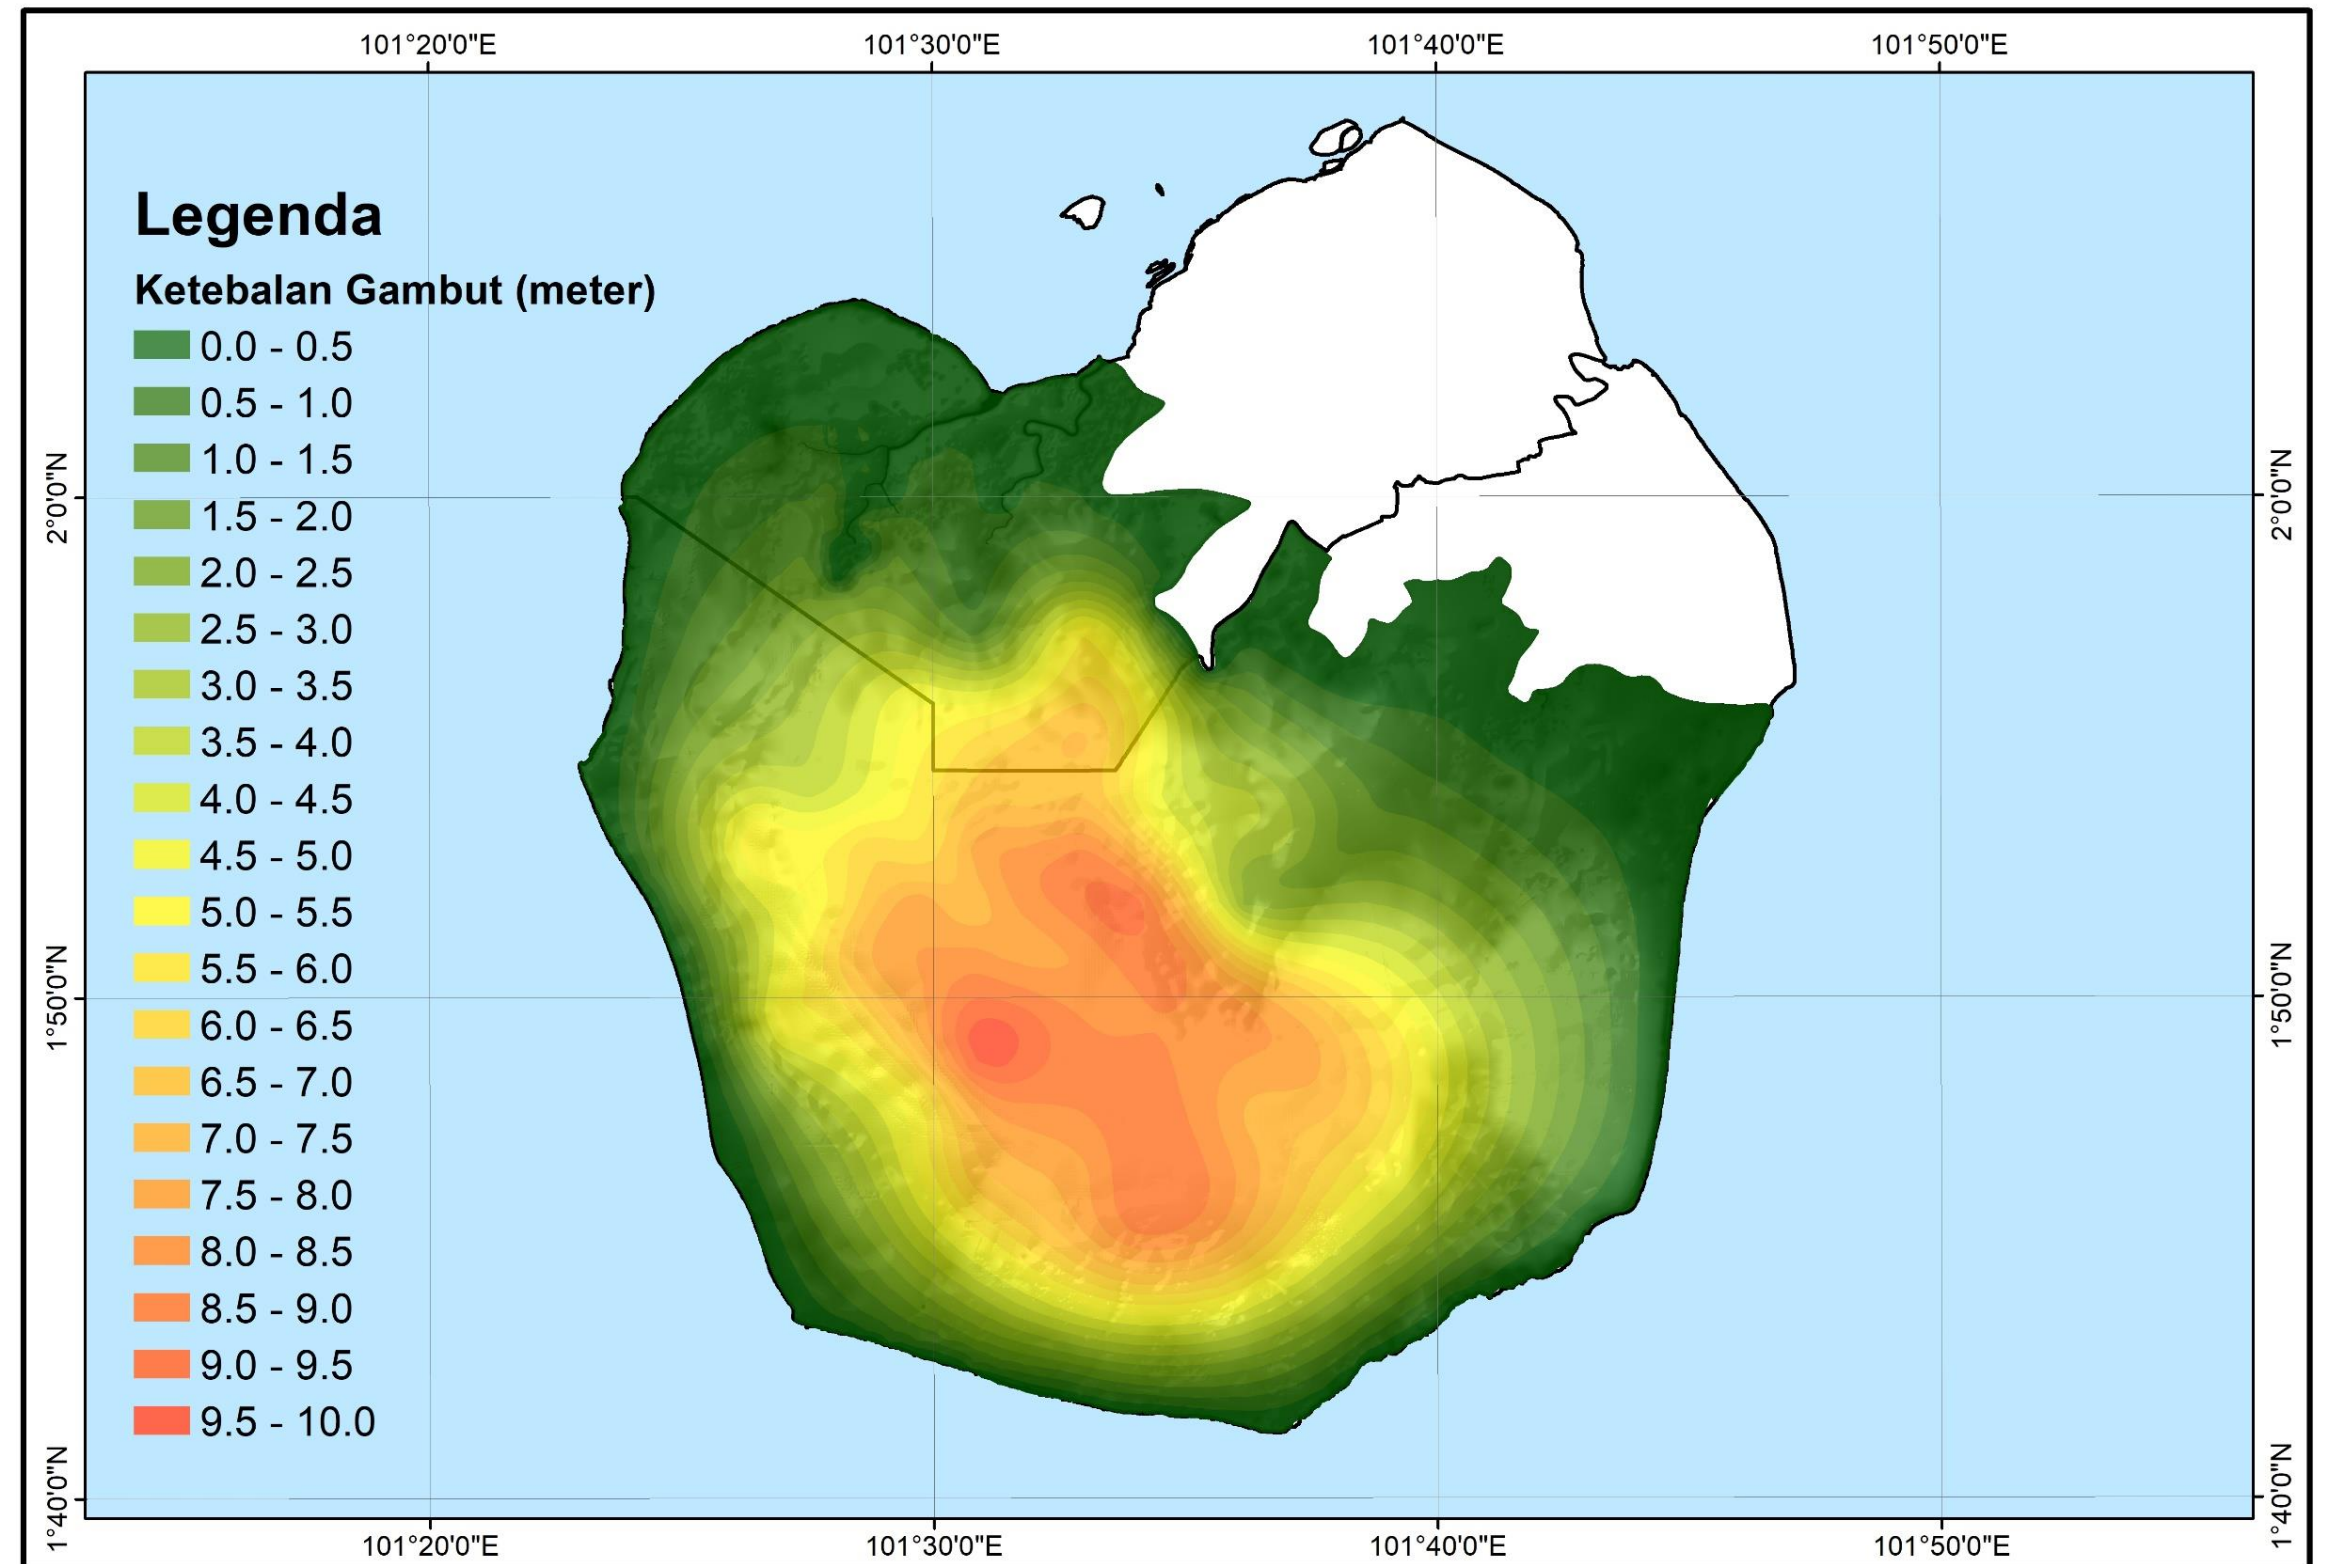 101°20'0"E
101°30'0"E
101°40'0"E
101°50'0"E
Legenda
Ketebalan Gambut (meter)
0.0 - 0.5
0.5 - 1.0
1.0 - 1.5
1.5 - 2.0
2.0 - 2.5
2.5 - 3.0
3.0 - 3.5
3.5 - 4.0
4.0 - 4.5
4.5 - 5.0
5.0 - 5.5
5.5 - 6.0
6.0 - 6.5
6.5 - 7.0
7.0 - 7.5
7.5 - 8.0
8.0 - 8.5
8.5 - 9.0
9.0 - 9.5
9.5 - 10.0
2°0'0"N
1°50'0"N
1°40'0"N
2°0'0"N
1°50'0"N
1°40'0"N
101°20'0"E
101°30'0"E
101°40'0"E
101°50'0"E